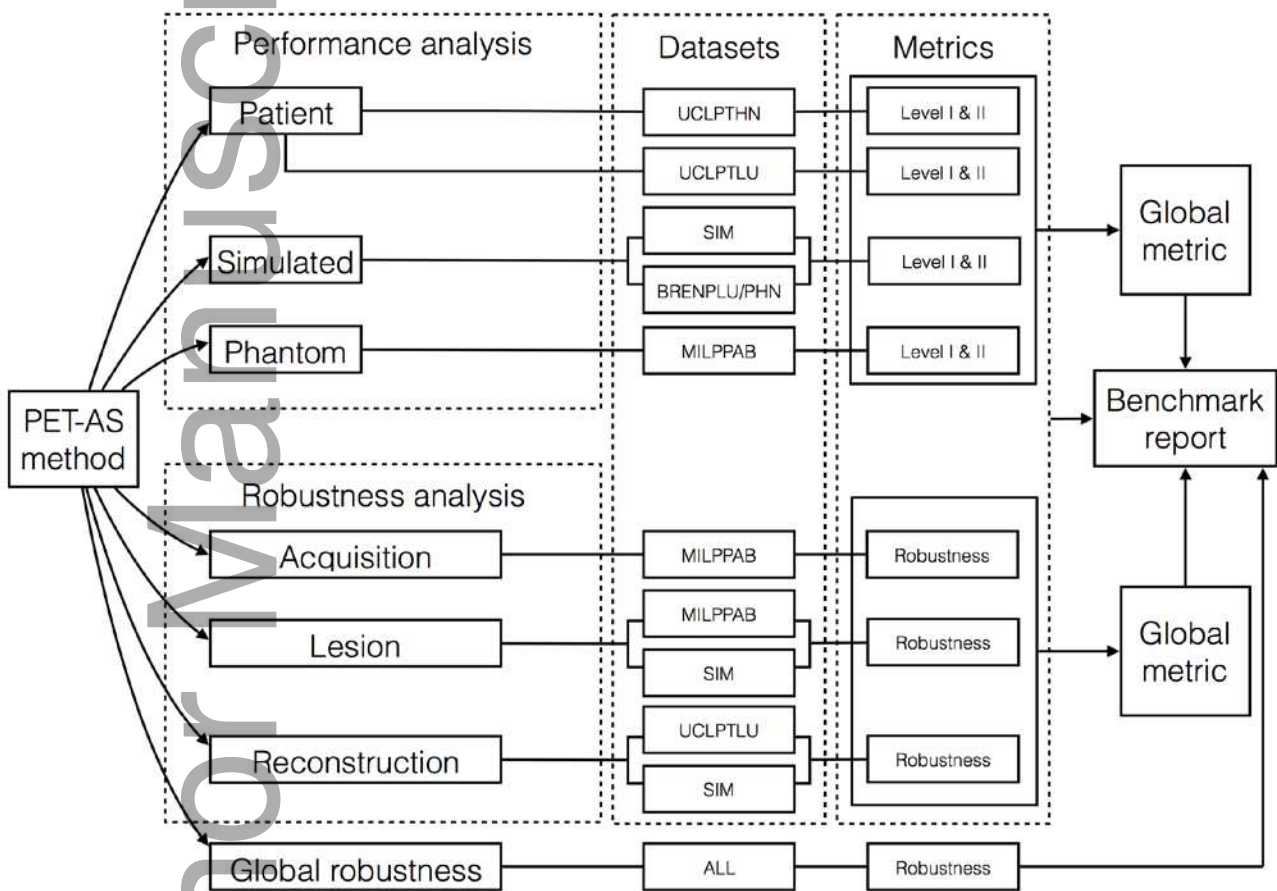 Performance analysis
Datasets
Metrics
Patient
UCLPTHN
Level I & II
UCLPTLU
Level I & II
Simulated
SIM
BRENPLU/PHN
Level I & II
Phantom
MILPPAB
Level I & II
Global
metric
PET-AS
method
Benchmark
report
Robustness analysis
Acquisition
MILPPAB
Robustness
Lesion
MILPPAB
SIM
Robustness
Global
metric
Reconstruction
UCLPTLU
SIM
Robustness
Global robustness
ALL
Robustness
or Manusc